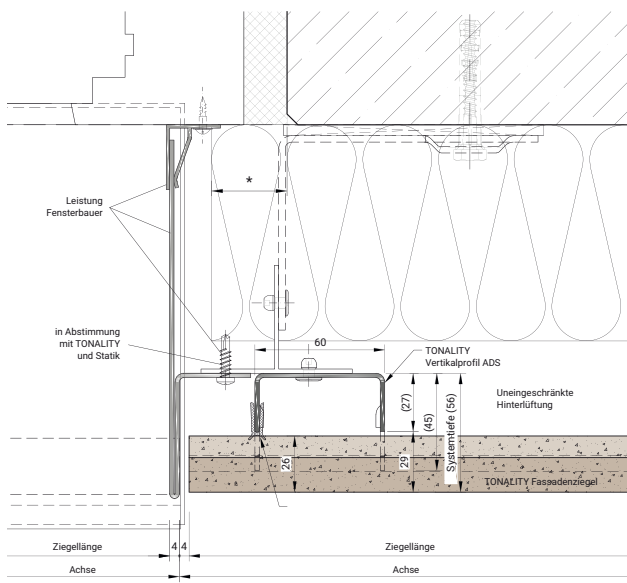 *
Leistung
Fensterbauer
in Abstimmung
mit TONALITY
und Statik
60
TONALITY
Vertikalprofil ADS
Uneingeschränkte
Hinterlüftung
(27)
(45)
Systemtiefe (56)
26
29
TONALITY Fassadenziegel
Ziegellänge
4
4
Ziegellänge
Achse
Achse